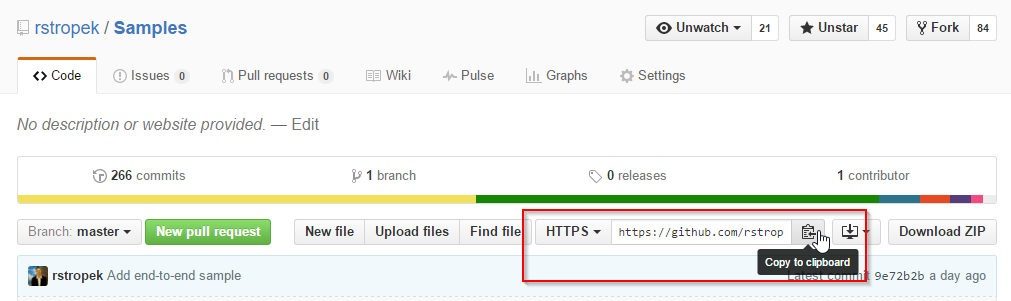 rstropek / Samples
Unwatch 21 Unstar 45 Fork 84
Code Issues 0 Pull requests 0 Wiki Pulse Graphs Settings
No description or website provided. — Edit
266 commits 1 branch 0 releases 1 contributor
Branch: master New pull request New file Upload files Find file HTTPS https://github.com/rstrop Download ZIP
Copy to clipboard
rstropek Add end-to-end sample Latest commit 9e72b2b a day ago